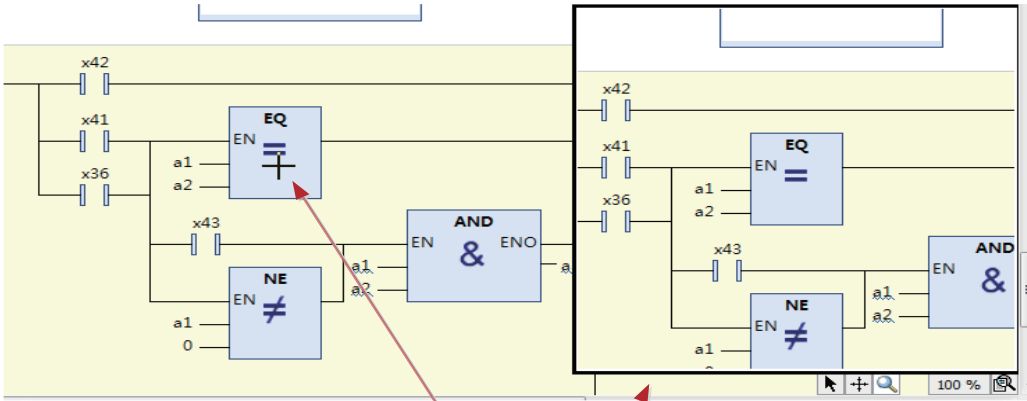 x42
x41
EQ
EN
=
a1
x36
a2
x43
AND
EN
ENO
&
a1
a
NE
a2
EN
≠
a1
0
x42
x41
EQ
EN
=
x36
a1
a2
x43
AND
EN
&
a1
NE
a2
EN
≠
a1
100 %